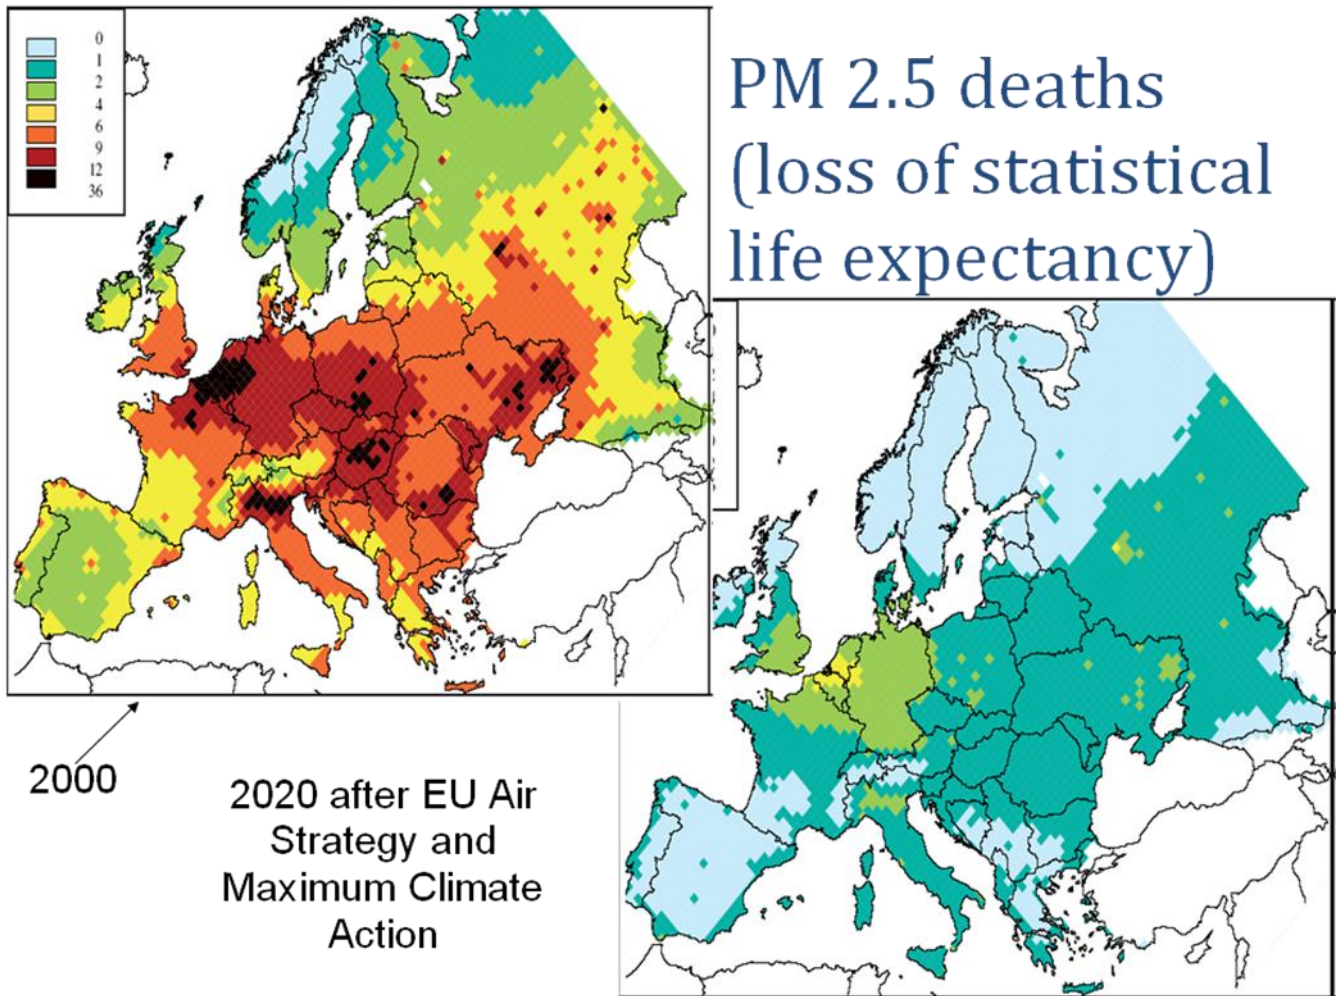 0
1
2
4
6
9
12
36
PM 2.5 deaths
(loss of statistical
life expectancy)
2000
2020 after EU Air
Strategy and
Maximum Climate
Action